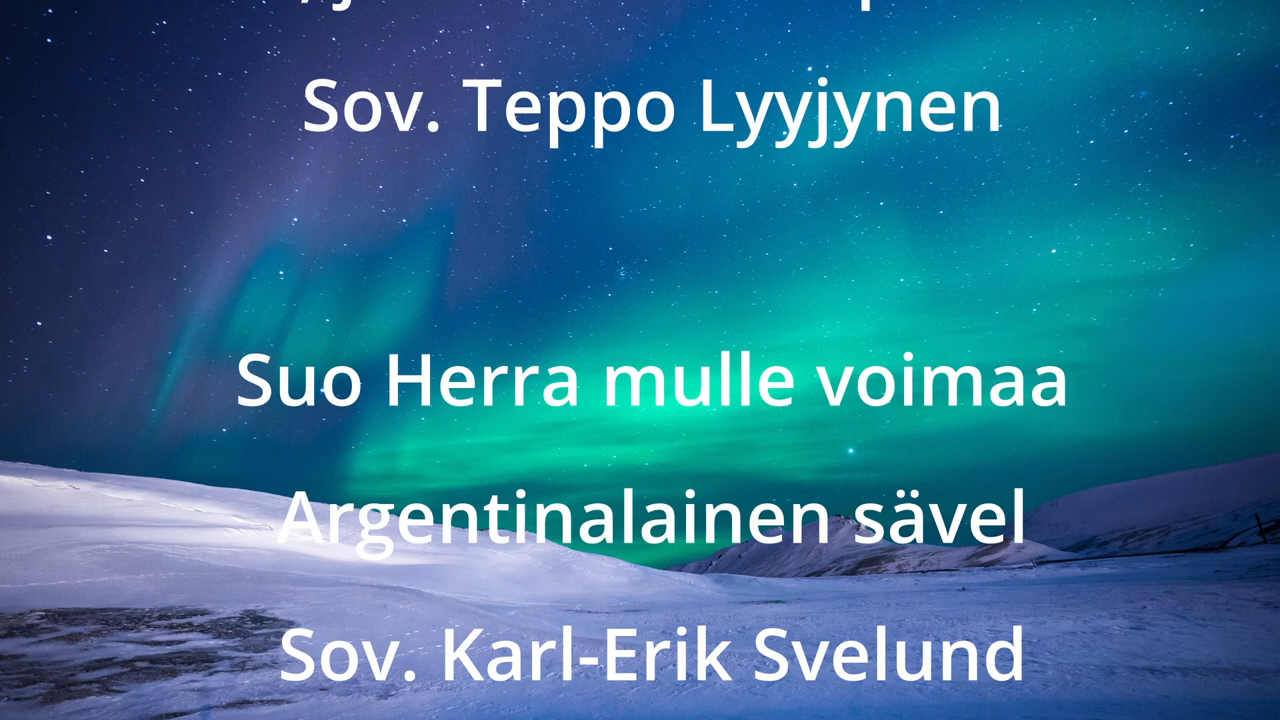 Sov. Teppo Lyyjynen
Suo Herra mulle voimaa
Argentinalainen sävel
Sov. Karl-Erik Svelund